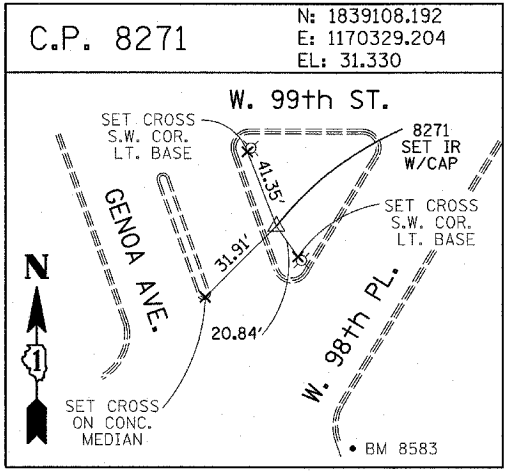 C.P. 8271
N: 1839108.192
E: 1170329.204
EL: 31.330
W. 99th ST.
SET CROSS
S.W. COR.
LT. BASE
8271
SET IR
W/CAP
41.35'
GENOA AVE.
SET CROSS
S.W. COR.
LT. BASE
31.91'
N
20.84'
W. 98th PL.
1
SET CROSS
ON CONC.
MEDIAN
BM 8583